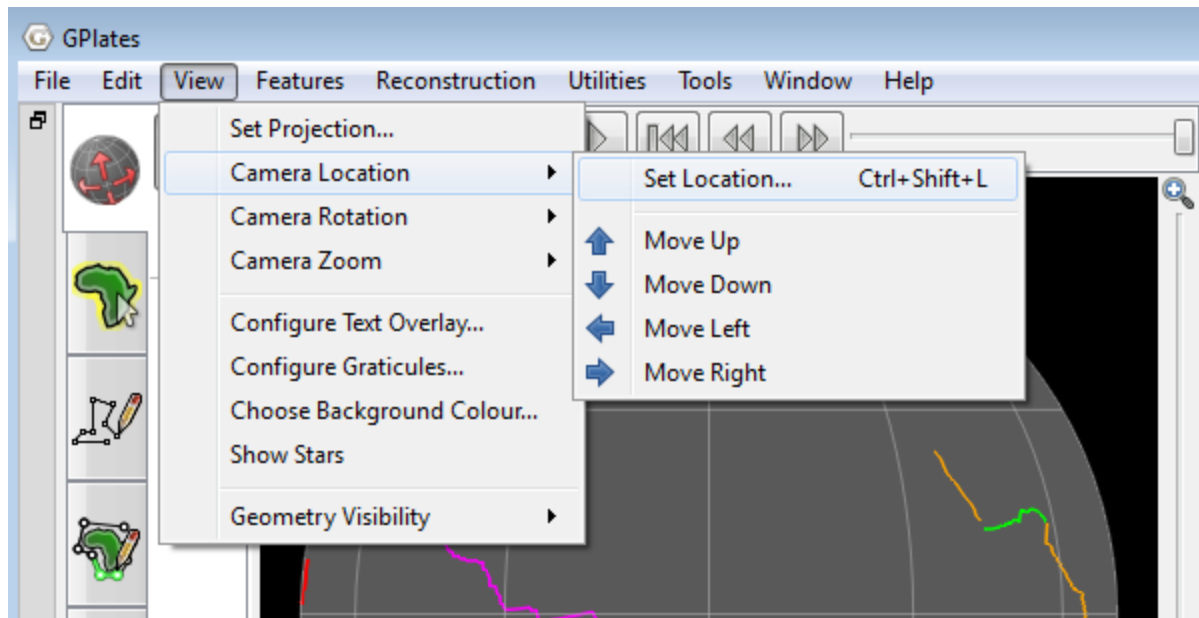 GPlates
File Edit View Features Reconstruction Utilities Tools Window Help
Set Projection...
Camera Location
Camera Rotation
Camera Zoom
Configure Text Overlay...
Configure Graticules...
Choose Background Colour...
Show Stars
Geometry Visibility
Set Location... Ctrl+Shift+L
Move Up
Move Down
Move Left
Move Right